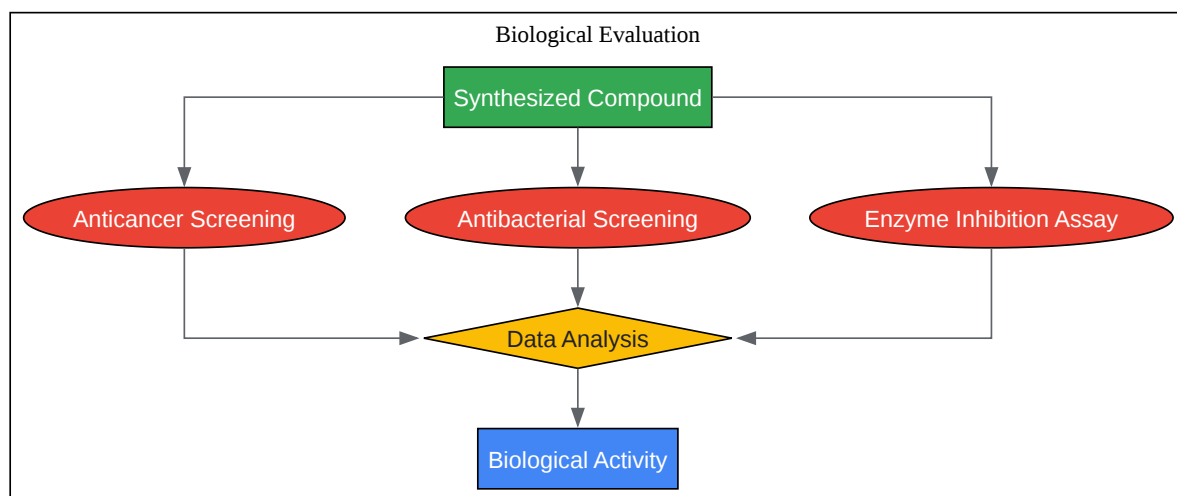 Biological Evaluation
Synthesized Compound
Anticancer Screening
Antibacterial Screening
Enzyme Inhibition Assay
Data Analysis
Biological Activity